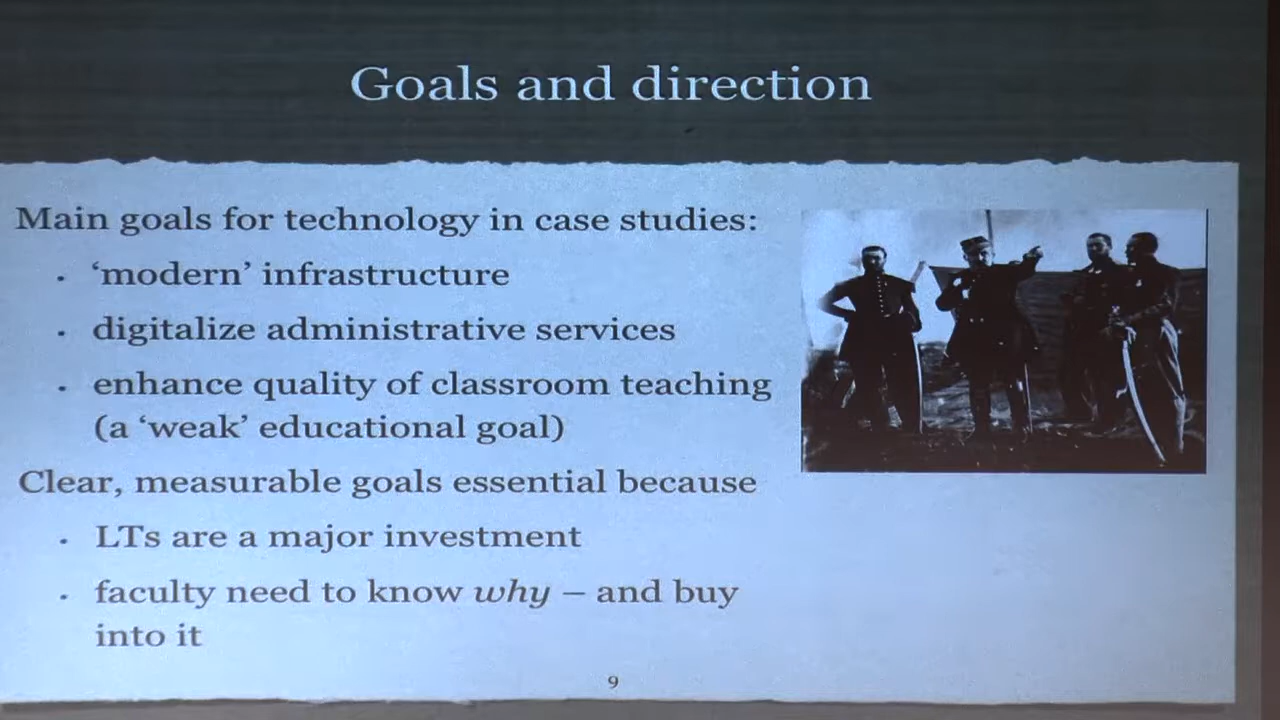 Goals and direction
Main goals for technology in case studies:
· ‘modern’ infrastructure
· digitalize administrative services
· enhance quality of classroom teaching
(a ‘weak’ educational goal)
Clear, measurable goals essential because
· LTs are a major investment
· faculty need to know why – and buy
into it
9